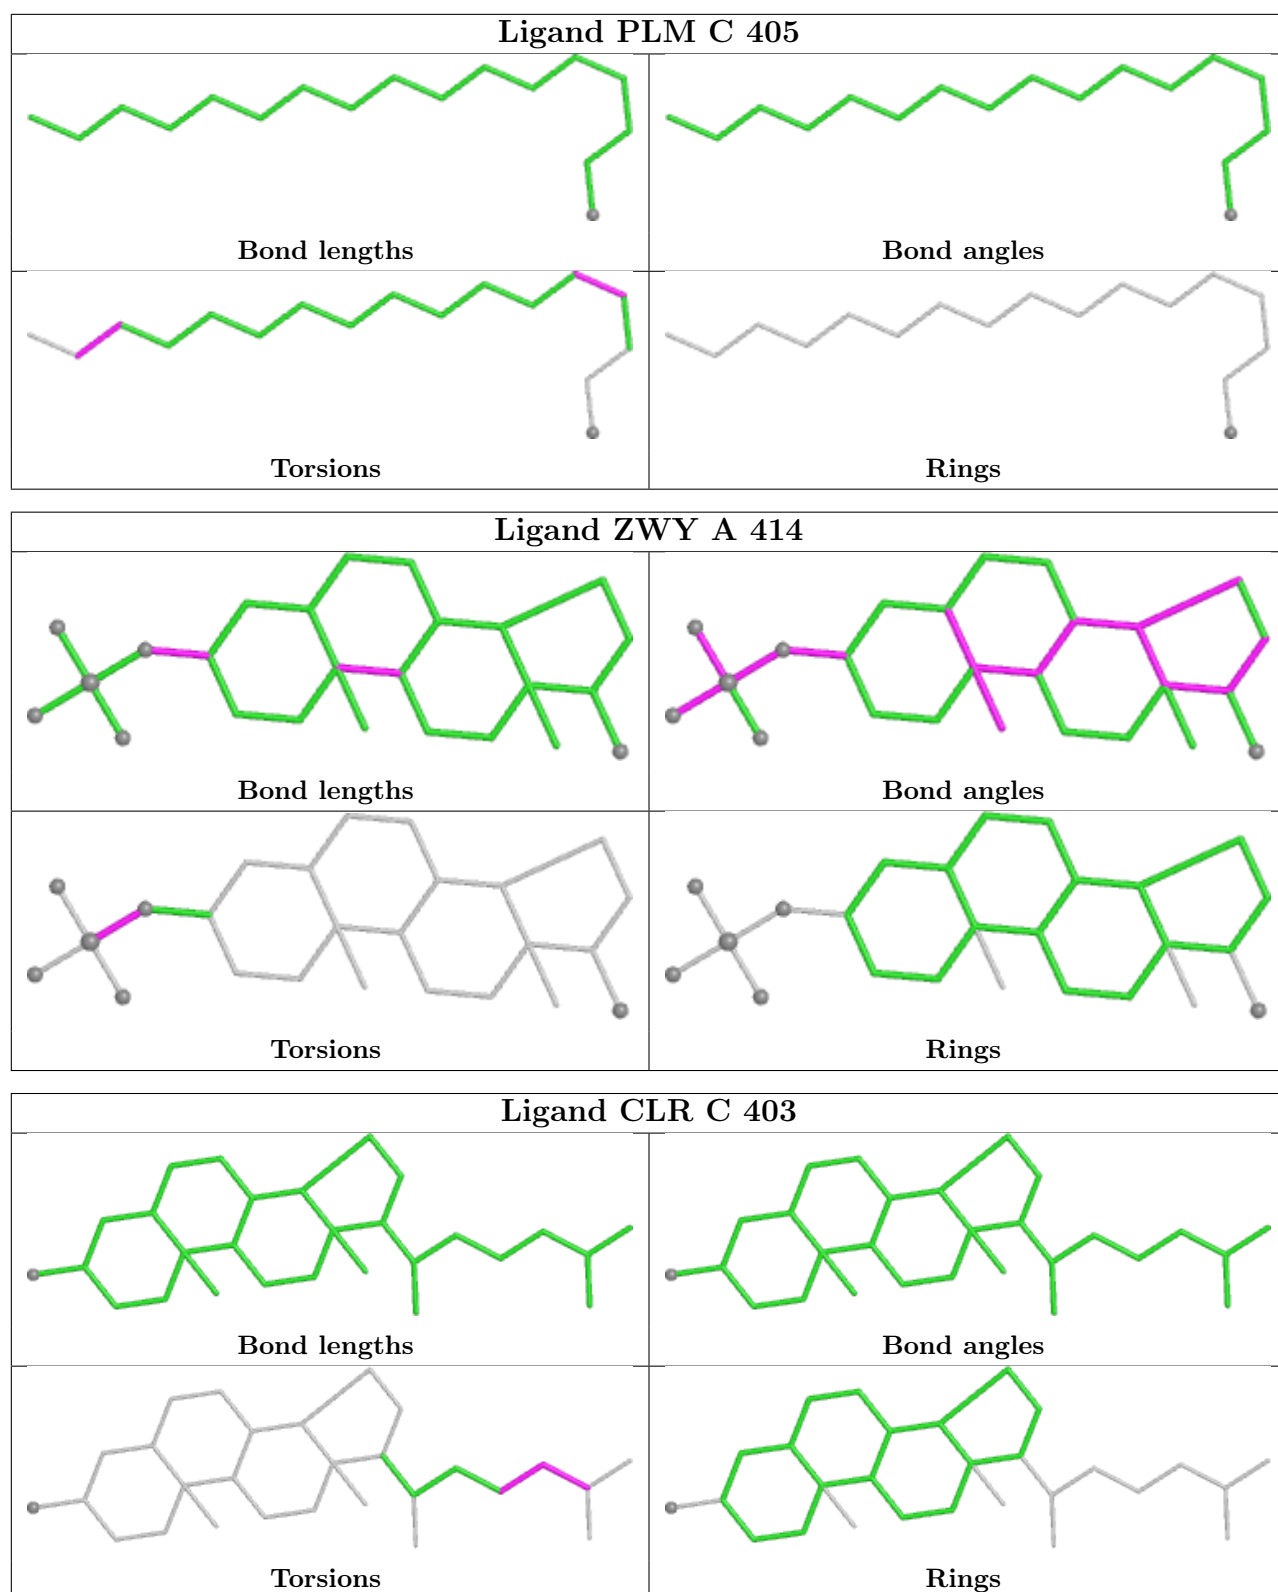 Ligand PLM C 405
Bond lengths
Bond angles
Torsions
Rings
Ligand ZWY A 414
Bond lengths
Bond angles
Torsions
Rings
Ligand CLR C 403
Bond lengths
Bond angles
Torsions
Rings